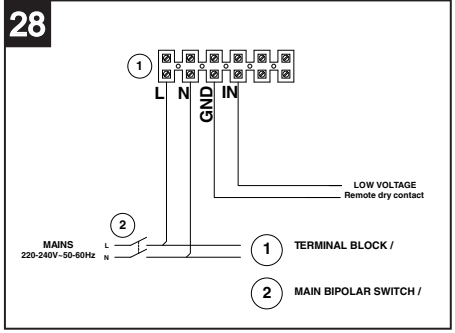 28
1
L N GND IN
LOW VOLTAGE
Remote dry contact
2
MAINS
220-240V~50-60Hz
L
N
1 TERMINAL BLOCK /
2 MAIN BIPOLAR SWITCH /